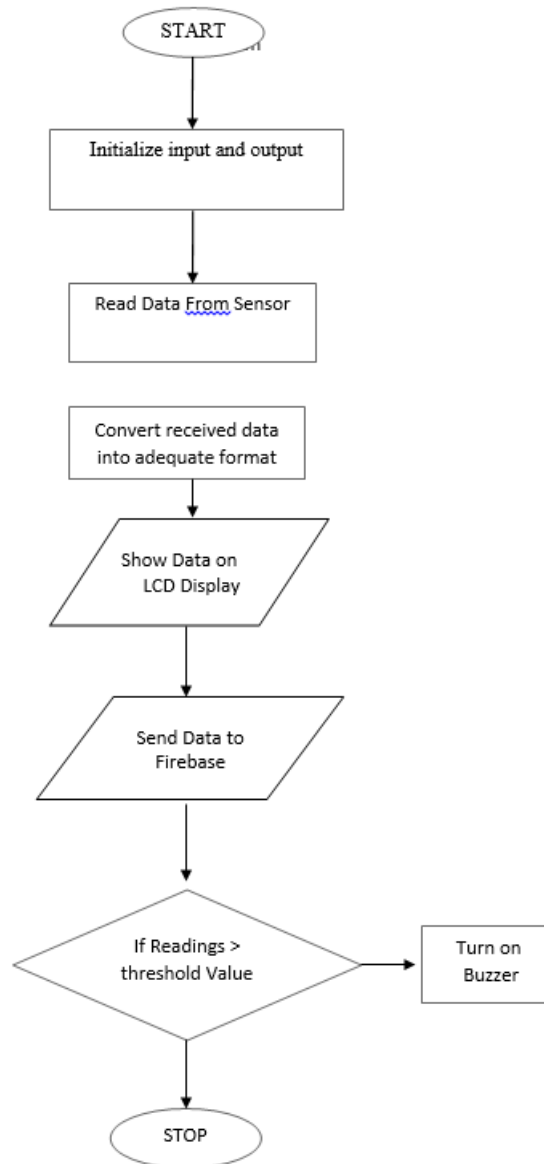 START
Initialize input and output
Read Data From Sensor
Convert received data
into adequate format
Show Data on
LCD Display
Send Data to
Firebase
If Readings >
threshold Value
Turn on
Buzzer
STOP